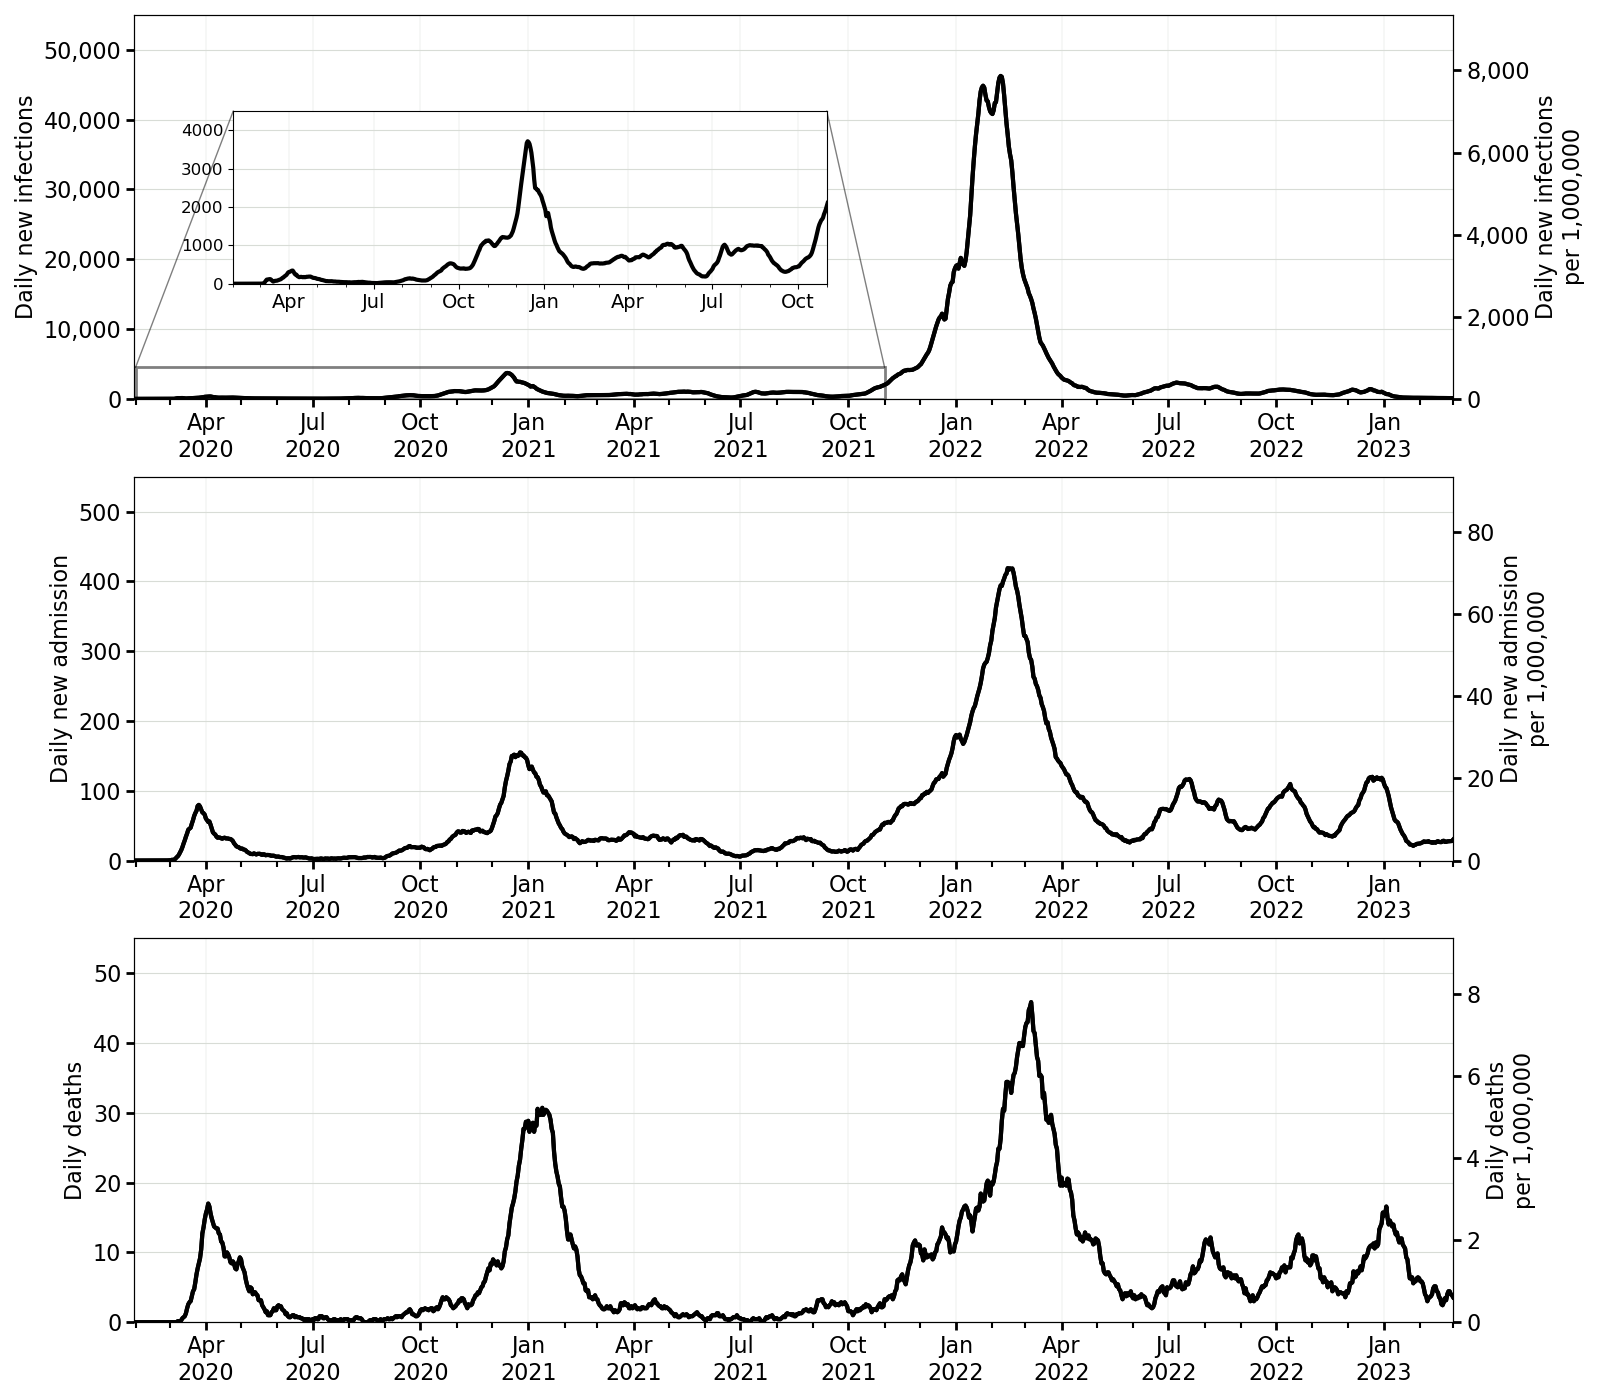 50,000
40,000
30,000
20,000
10,000
0
Daily new infections
8,000
6,000
4,000
2,000
0
Daily new infections
per 1,000,000
4000
3000
2000
1000
0
Apr Jul Oct Jan Apr Jul Oct
Apr Jul Oct Jan Apr Jul Oct Jan Apr Jul Oct Jan
2020 2020 2020 2021 2021 2021 2021 2022 2022 2022 2022 2023
500
400
300
200
100
0
Daily new admission
80
60
40
20
0
Daily new admission
per 1,000,000
Apr Jul Oct Jan Apr Jul Oct Jan Apr Jul Oct Jan
2020 2020 2020 2021 2021 2021 2021 2022 2022 2022 2022 2023
50
40
30
20
10
0
Daily deaths
8
6
4
2
0
Daily deaths
per 1,000,000
Apr Jul Oct Jan Apr Jul Oct Jan Apr Jul Oct Jan
2020 2020 2020 2021 2021 2021 2021 2022 2022 2022 2022 2023